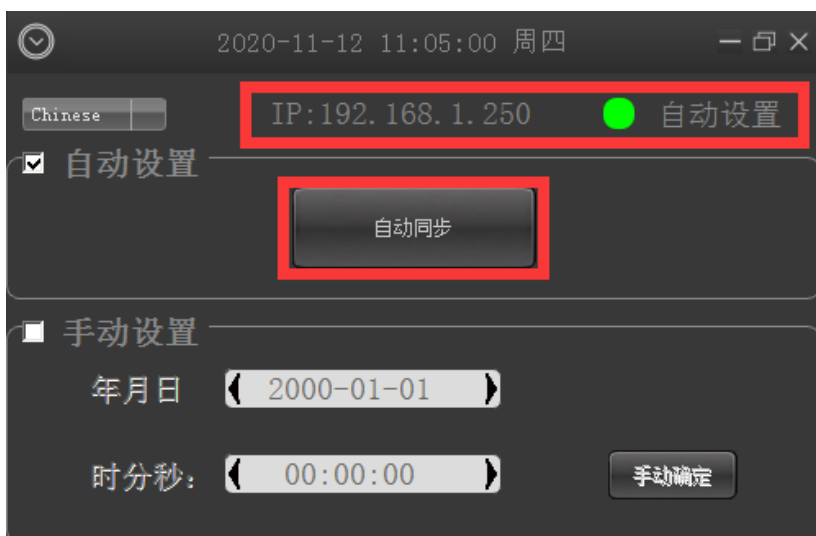 2020-11-12 11:05:00 周四
Chinese
IP:192.168.1.250 自动设置
自动设置
自动同步
手动设置
年月日 2000-01-01
时分秒: 00:00:00 手动确定